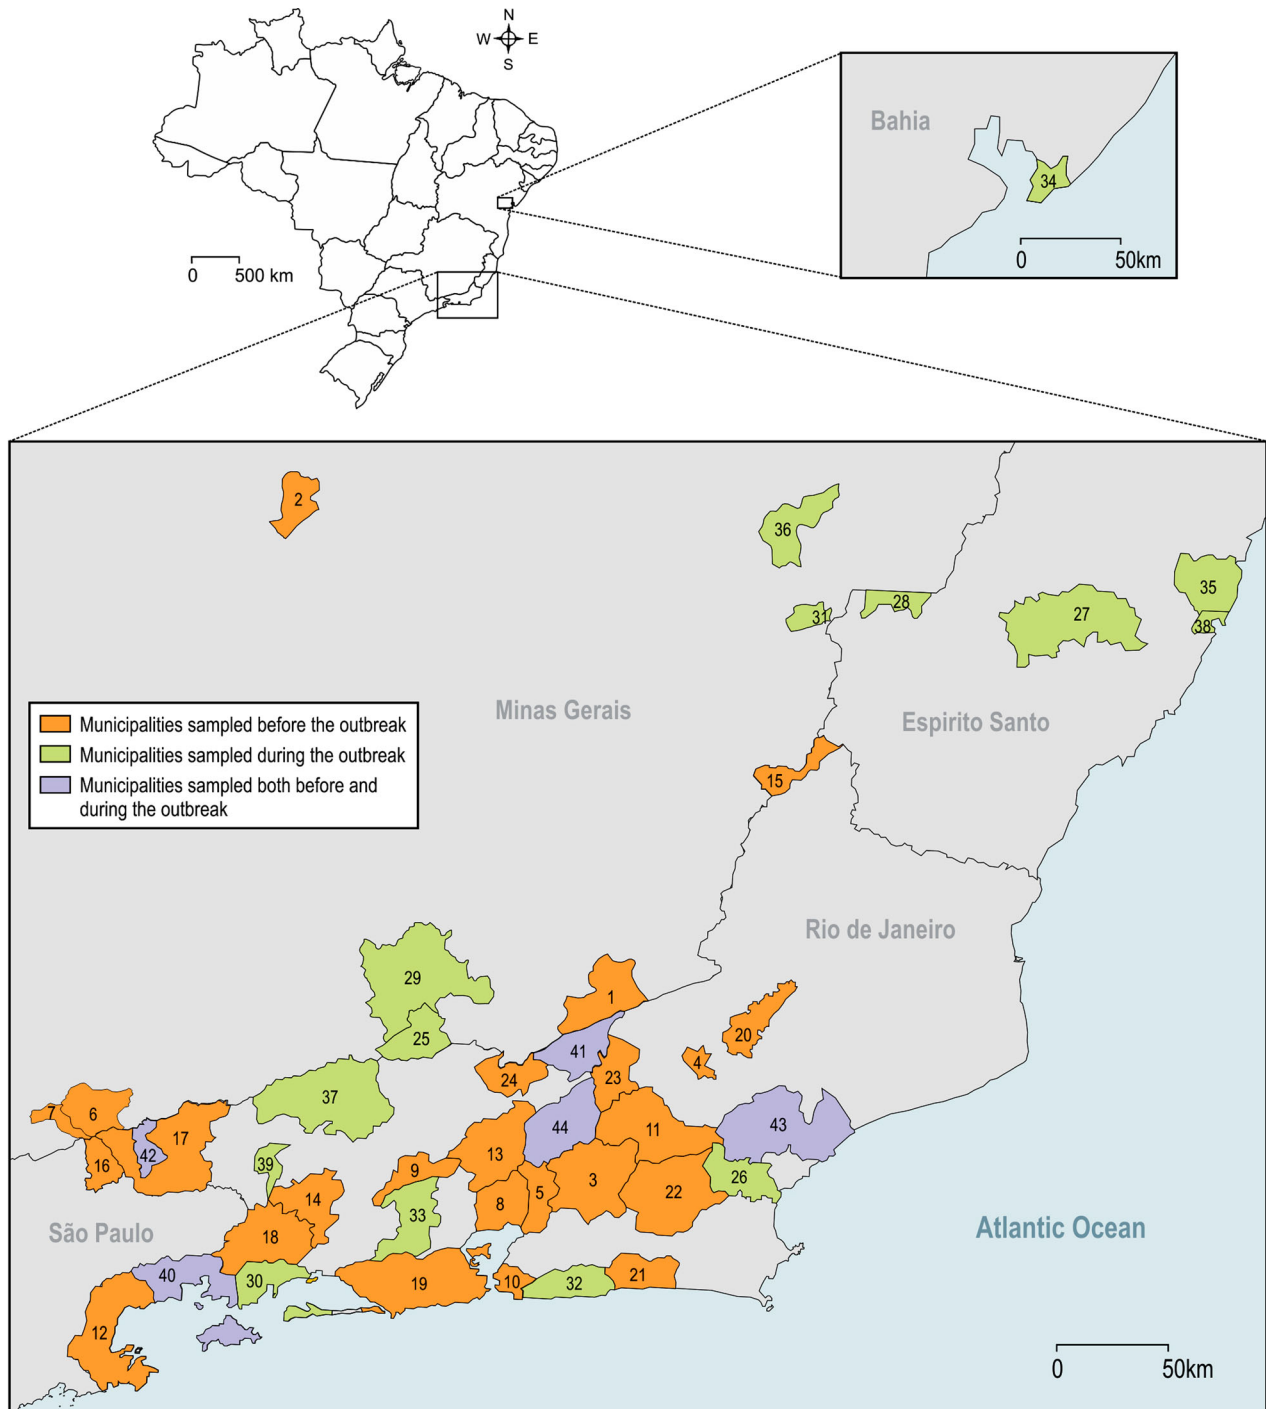 N
W E
S
0 500 km
Bahia
34
0 50km
2
36
35
28
31
27
38
Minas Gerais
Espirito Santo
Municipalities sampled before the outbreak
Municipalities sampled during the outbreak
Municipalities sampled both before and
during the outbreak
15
Rio de Janeiro
29
1
25
20
41
4
24
23
37
7
6
17
44
11
43
42
13
16
39
9
26
3
5
14
22
8
33
São Paulo
18
Atlantic Ocean
40
30
19
10
32
21
12
0 50km